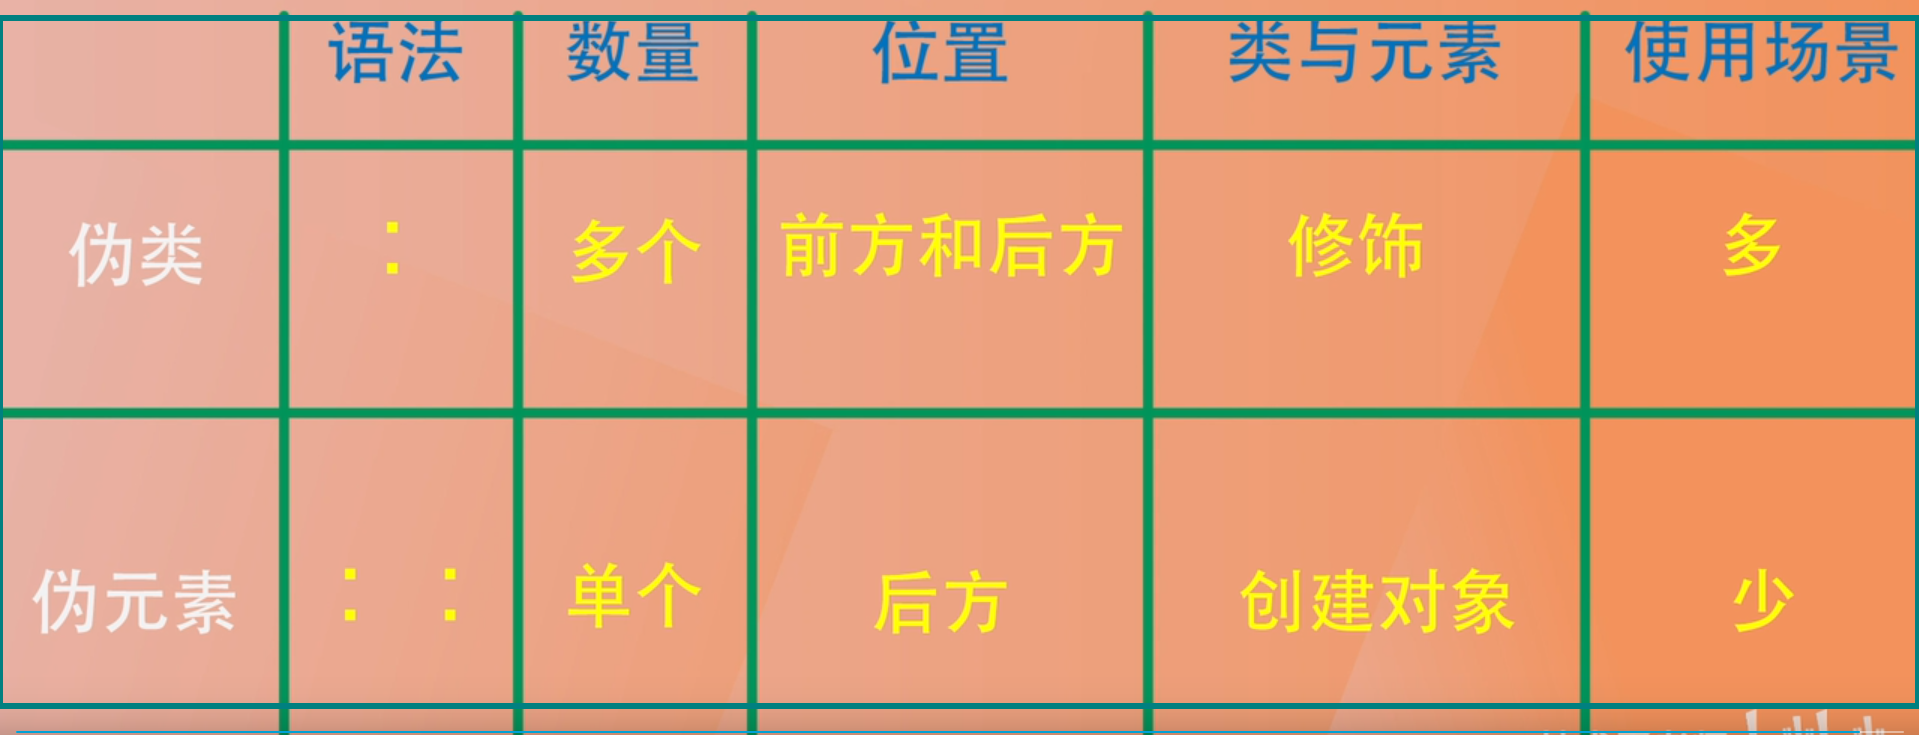 语法 数量 位置 类与元素 使用场景
伪类 : 多个 前方和后方 修饰 多
伪元素 : : 单个 后方 创建对象 少